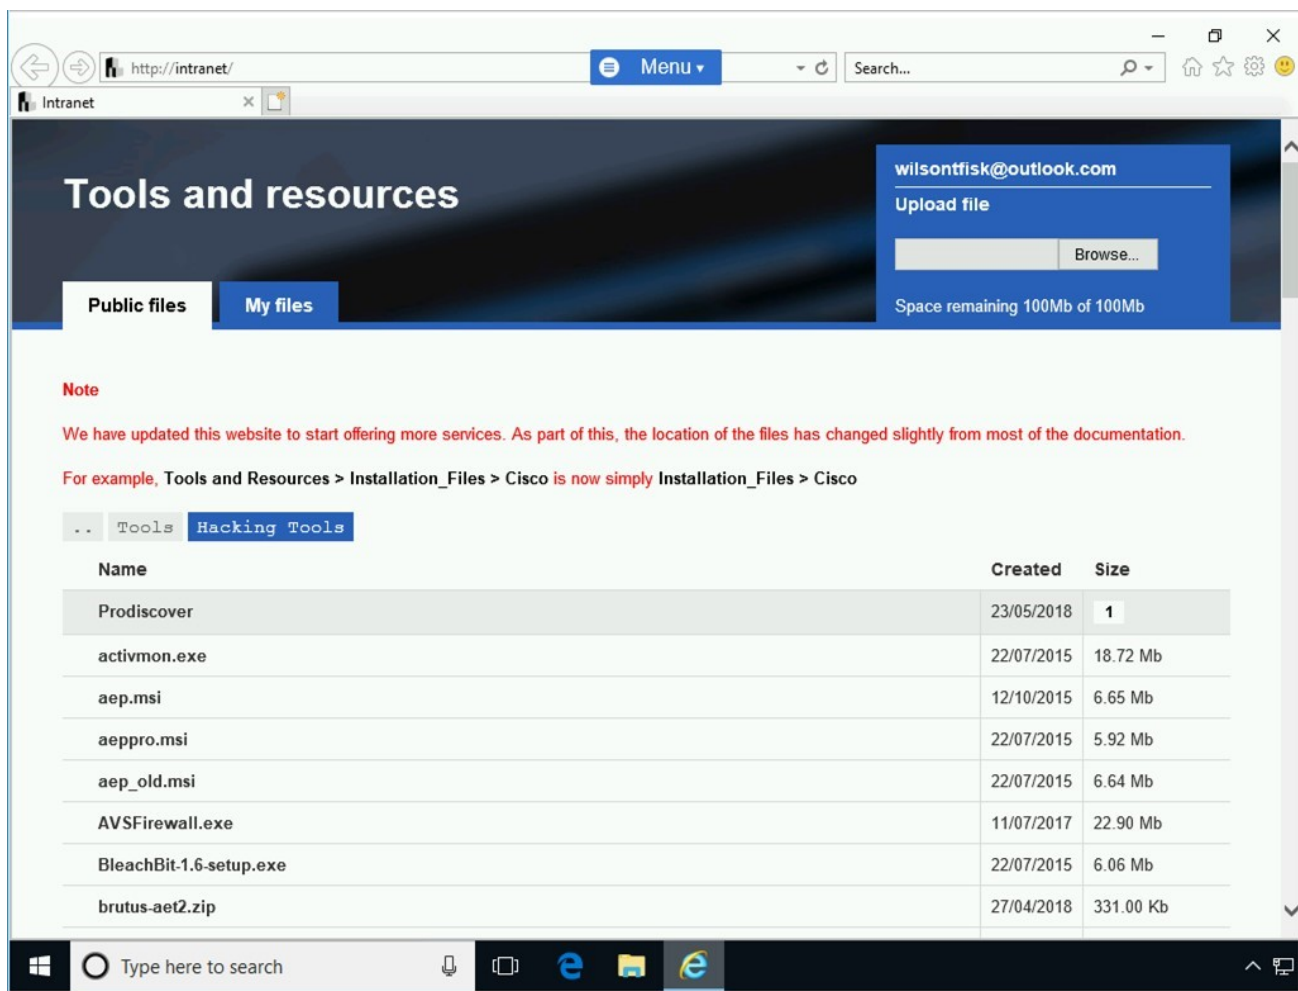 http://intranet/
Menu
Search...
Intranet
Tools and resources
wilsontfisk@outlook.com
Upload file
Browse...
Public files
My files
Space remaining 100Mb of 100Mb
Note
We have updated this website to start offering more services. As part of this, the location of the files has changed slightly from most of the documentation.
For example, Tools and Resources > Installation_Files > Cisco is now simply Installation_Files > Cisco
.. Tools Hacking Tools
Name Created Size
Prodiscover 23/05/2018 1
activmon.exe 22/07/2015 18.72 Mb
aep.msi 12/10/2015 6.65 Mb
aeppro.msi 22/07/2015 5.92 Mb
aep_old.msi 22/07/2015 6.64 Mb
AVSFirewall.exe 11/07/2017 22.90 Mb
BleachBit-1.6-setup.exe 22/07/2015 6.06 Mb
brutus-aet2.zip 27/04/2018 331.00 Kb
Type here to search